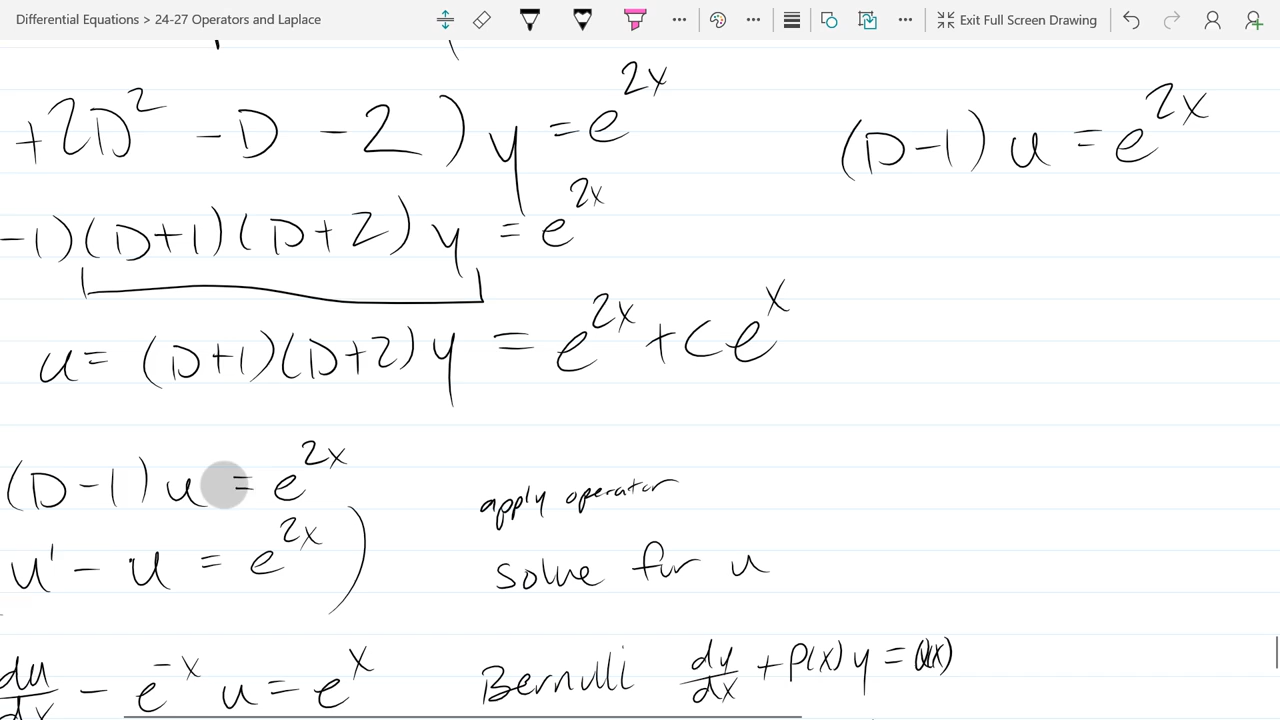 Differential Equations > 24-27 Operators and Laplace
Exit Full Screen Drawing
+2D² - D - 2) y = e^{2x}
(D-1) u = e^{2x}
-1)(D+1)(D+2) y = e^{2x}
u = (D+1)(D+2) y = e^{2x} + ce^{x}
(D-1) u = e^{2x}
apply operator
u' - u = e^{2x})
solve for u
du/dx - e^{-x} u = e^{x}
Bernulli dy/dx + P(x) y = Q(x)